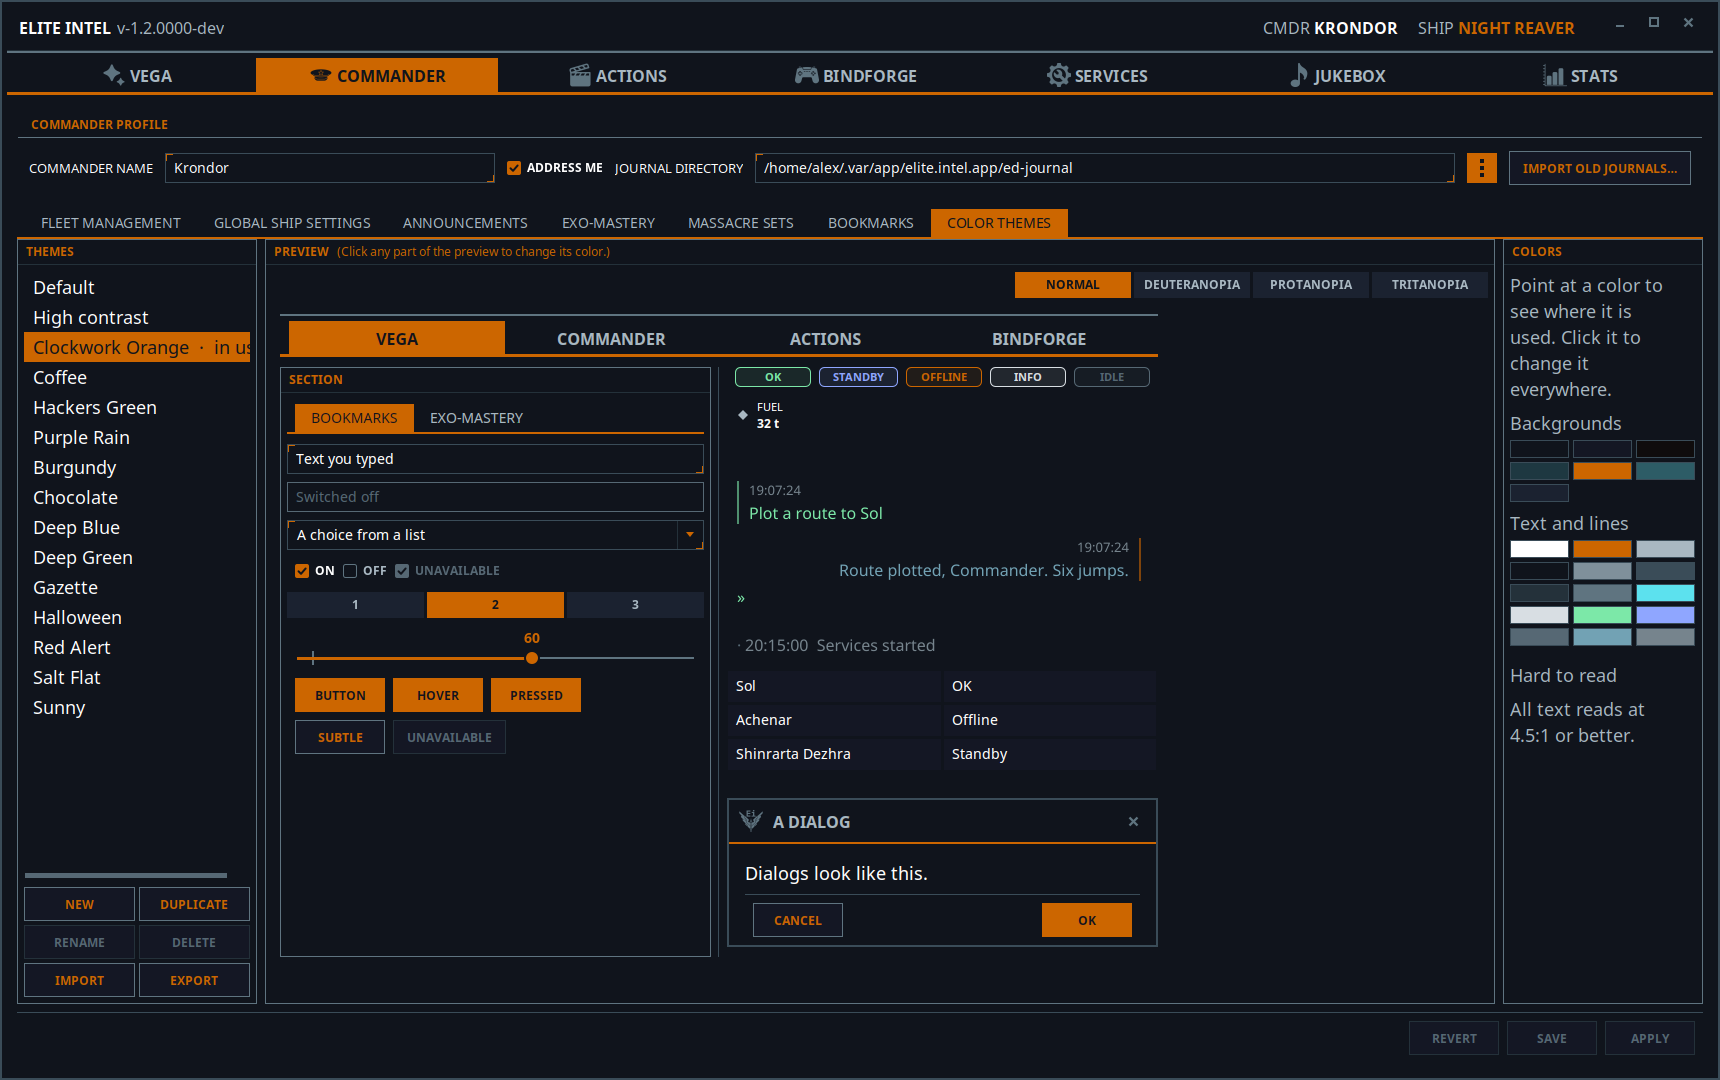 ELITE INTEL v-1.2.0000-dev
CMDR KRONDOR SHIP NIGHT REAVER
VEGA COMMANDER ACTIONS BINDFORGE SERVICES JUKEBOX STATS
COMMANDER PROFILE
COMMANDER NAME Krondor ADDRESS ME JOURNAL DIRECTORY /home/alex/.var/app/elite.intel.app/ed-journal IMPORT OLD JOURNALS...
FLEET MANAGEMENT GLOBAL SHIP SETTINGS ANNOUNCEMENTS EXO-MASTERY MASSACRE SETS BOOKMARKS COLOR THEMES
THEMES
Default
High contrast
Clockwork Orange · in us
Coffee
Hackers Green
Purple Rain
Burgundy
Chocolate
Deep Blue
Deep Green
Gazette
Halloween
Red Alert
Salt Flat
Sunny
NEW DUPLICATE
RENAME DELETE
IMPORT EXPORT
PREVIEW (Click any part of the preview to change its color.)
NORMAL DEUTERANOPIA PROTANOPIA TRITANOPIA
VEGA COMMANDER ACTIONS BINDFORGE
SECTION
BOOKMARKS EXO-MASTERY
Text you typed
Switched off
A choice from a list
ON OFF UNAVAILABLE
1 2 3
60
BUTTON HOVER PRESSED
SUBTLE UNAVAILABLE
OK STANDBY OFFLINE INFO IDLE
FUEL
32 t
19:07:24
Plot a route to Sol
19:07:24
Route plotted, Commander. Six jumps.
»
· 20:15:00 Services started
Sol OK
Achenar Offline
Shinrarta Dezhra Standby
A DIALOG
Dialogs look like this.
CANCEL OK
COLORS
Point at a color to
see where it is
used. Click it to
change it
everywhere.
Backgrounds
Text and lines
Hard to read
All text reads at
4.5:1 or better.
REVERT SAVE APPLY